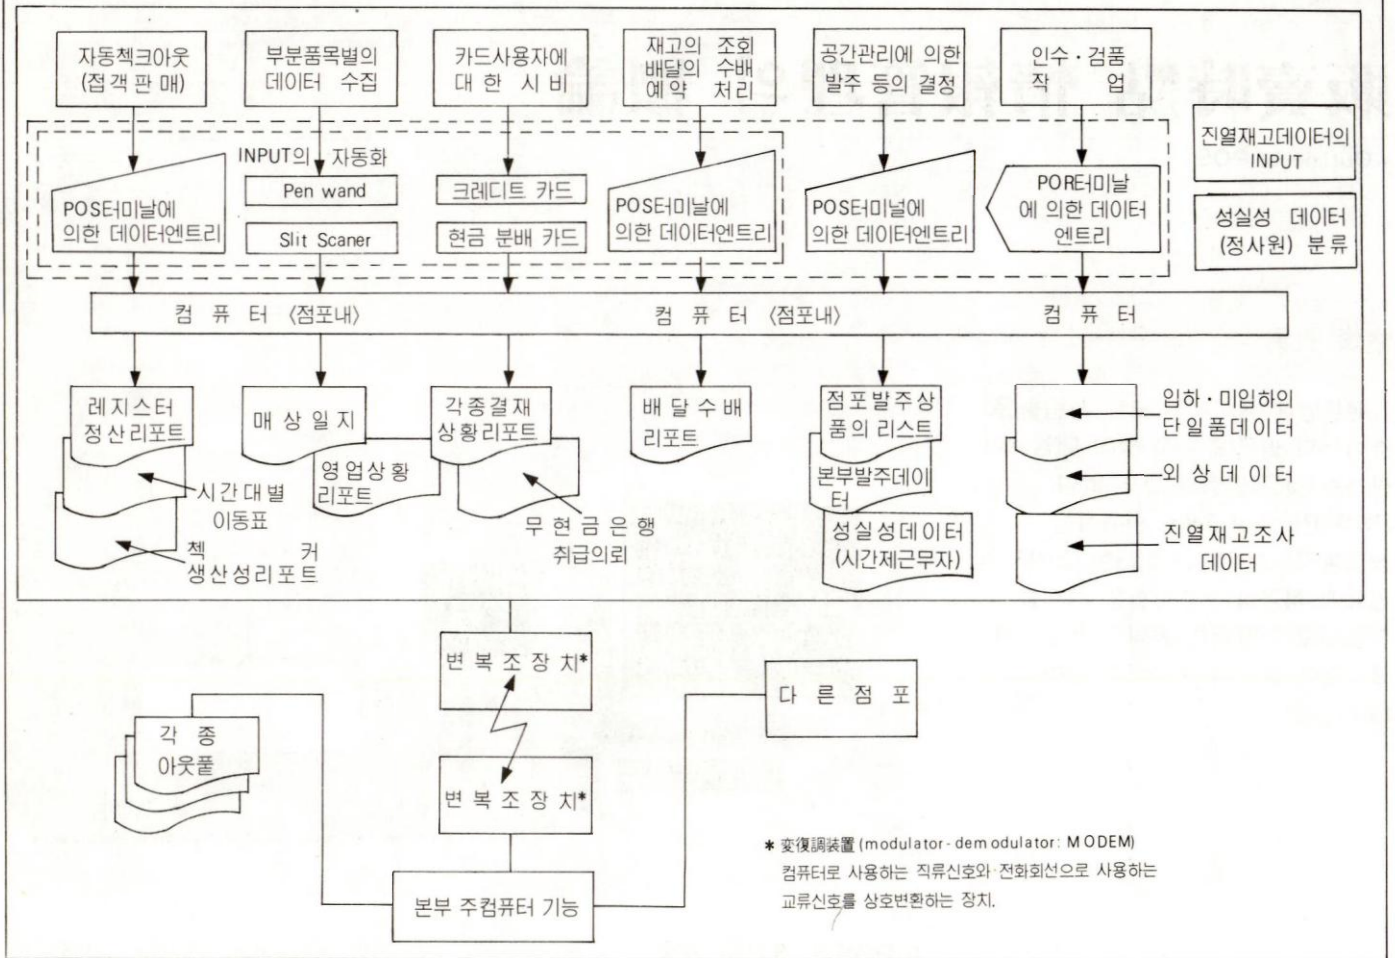 자동첵크아웃
(접객판매)
부분품목별의
데이터 수집
카드사용자에
대한 시비
재고의 조회
배달의 수배
예약 처리
공간관리에 의한
발주 등의 결정
인수·검품
작 업
진열재고데이터의
INPUT
성실성 데이터
(정사원) 분류
POS터미날에
의한 데이터엔트리
INPUT의 자동화
Pen wand
Slit Scaner
크레디트 카드
현금 분배 카드
POS터미날에
의한 데이터엔트리
POS터미널에
의한 데이터엔트리
POR터미날
에 의한 데이터
엔트리
컴 퓨 터 〈점포내〉
컴 퓨 터 〈점포내〉
컴 퓨 터
레지스터
정산리포트
시간대별
이동표
첵 커
생산성리포트
매상일지
영업상황
리포트
각종결재
상황리포트
무현금은행
취급의뢰
배달수배
리포트
점포발주상
품의 리스트
본부발주데이
터
성실성데이터
(시간제근무자)
입하·미입하의
단일품데이터
외상데이터
진열재고조사
데이터
변복조장치*
변복조장치*
다른점포
각 종
아웃풑
본부 주컴퓨터 기능
* 変復調装置(modulator-demodulator: MODEM)
컴퓨터로 사용하는 직류신호와 전화회선으로 사용하는
교류신호를 상호변환하는 장치.